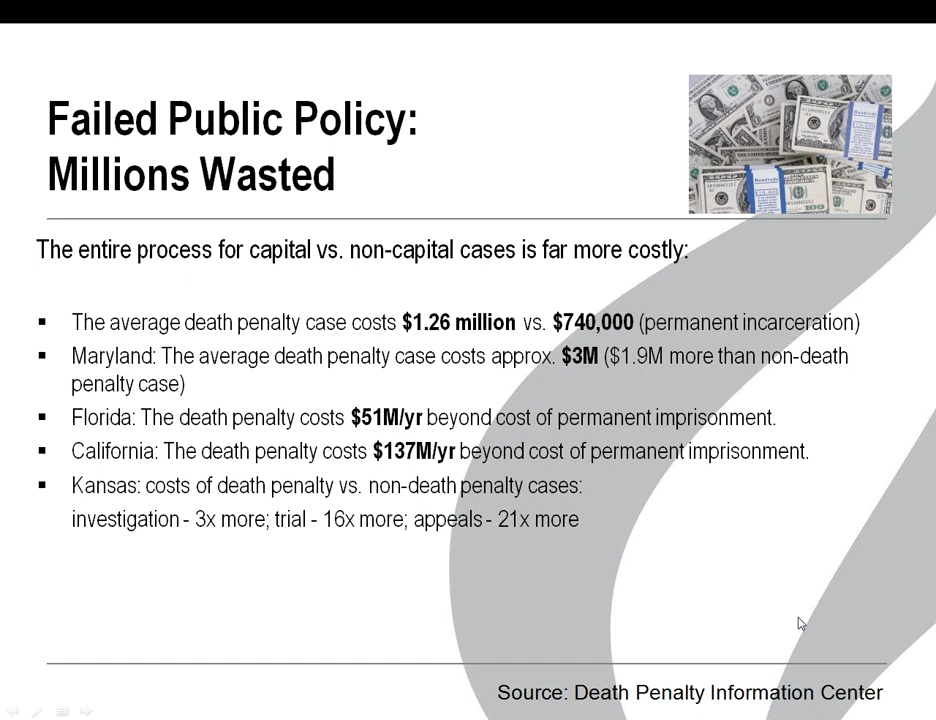 Failed Public Policy:
Millions Wasted
The entire process for capital vs. non-capital cases is far more costly:
▪ The average death penalty case costs $1.26 million vs. $740,000 (permanent incarceration)
▪ Maryland: The average death penalty case costs approx. $3M ($1.9M more than non-death
penalty case)
▪ Florida: The death penalty costs $51M/yr beyond cost of permanent imprisonment.
▪ California: The death penalty costs $137M/yr beyond cost of permanent imprisonment.
▪ Kansas: costs of death penalty vs. non-death penalty cases:
investigation - 3x more; trial - 16x more; appeals - 21x more
Source: Death Penalty Information Center